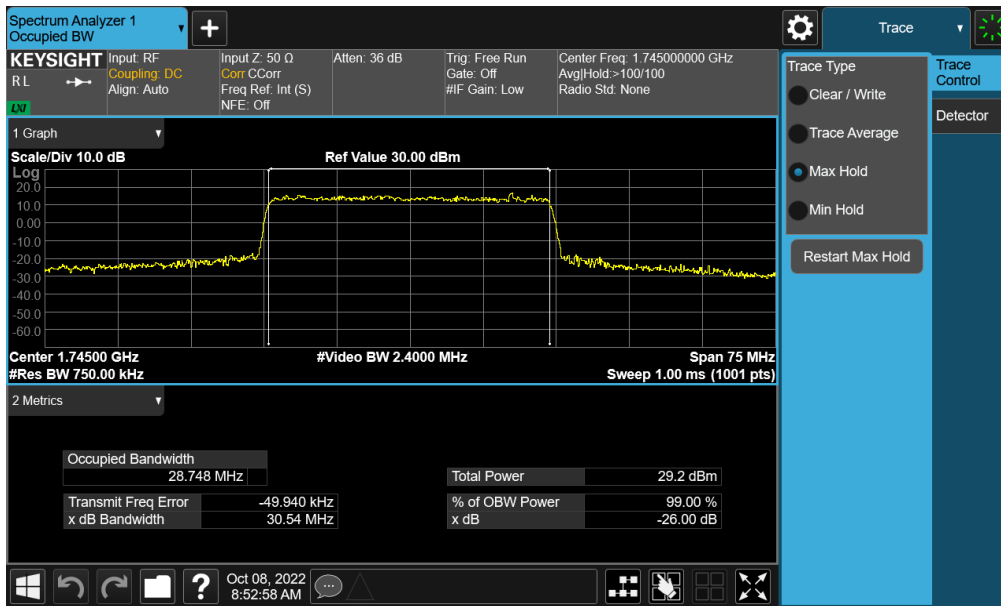 Spectrum Analyzer 1
Occupied BW
+
Trace
KEYSIGHT
R L
LXI
Input: RF
Coupling: DC
Align: Auto
Input Z: 50 Ω
Corr CCorr
Freq Ref: Int (S)
NFE: Off
Atten: 36 dB
Trig: Free Run
Gate: Off
#IF Gain: Low
Center Freq: 1.745000000 GHz
Avg|Hold:>100/100
Radio Std: None
1 Graph
Scale/Div 10.0 dB
Ref Value 30.00 dBm
Log
20.0
10.0
0.00
-10.0
-20.0
-30.0
-40.0
-50.0
-60.0
Center 1.74500 GHz
#Video BW 2.4000 MHz
Span 75 MHz
#Res BW 750.00 kHz
Sweep 1.00 ms (1001 pts)
2 Metrics
Occupied Bandwidth
28.748 MHz
Transmit Freq Error -49.940 kHz
x dB Bandwidth 30.54 MHz
Total Power 29.2 dBm
% of OBW Power 99.00 %
x dB -26.00 dB
Trace Type
Clear / Write
Trace Average
Max Hold
Min Hold
Restart Max Hold
Trace
Control
Detector
?
Oct 08, 2022
8:52:58 AM